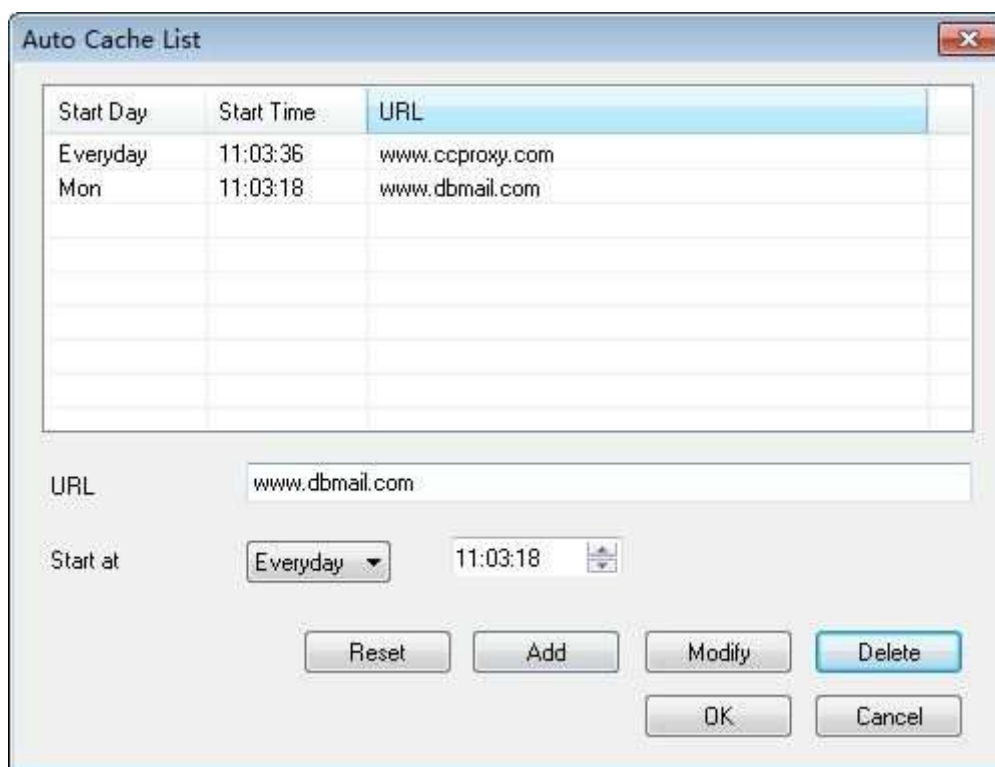 Auto Cache List
Start Day Start Time URL
Everyday 11:03:36 www.ccproxy.com
Mon 11:03:18 www.dbmail.com
URL www.dbmail.com
Start at Everyday 11:03:18
Reset Add Modify Delete
OK Cancel